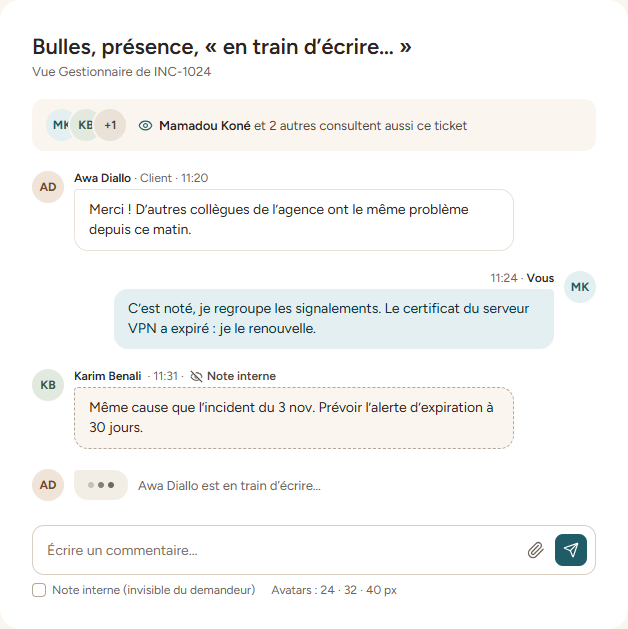 Bulles, présence, « en train d’écrire… »
Vue Gestionnaire de INC-1024
MK KB +1 Mamadou Koné et 2 autres consultent aussi ce ticket
AD Awa Diallo · Client · 11:20
Merci ! D’autres collègues de l’agence ont le même problème
depuis ce matin.
11:24 · Vous MK
C’est noté, je regroupe les signalements. Le certificat du serveur
VPN a expiré : je le renouvelle.
KB Karim Benali · 11:31 · Note interne
Même cause que l’incident du 3 nov. Prévoir l’alerte d’expiration à
30 jours.
AD Awa Diallo est en train d’écrire…
Écrire un commentaire…
Note interne (invisible du demandeur) Avatars : 24 · 32 · 40 px